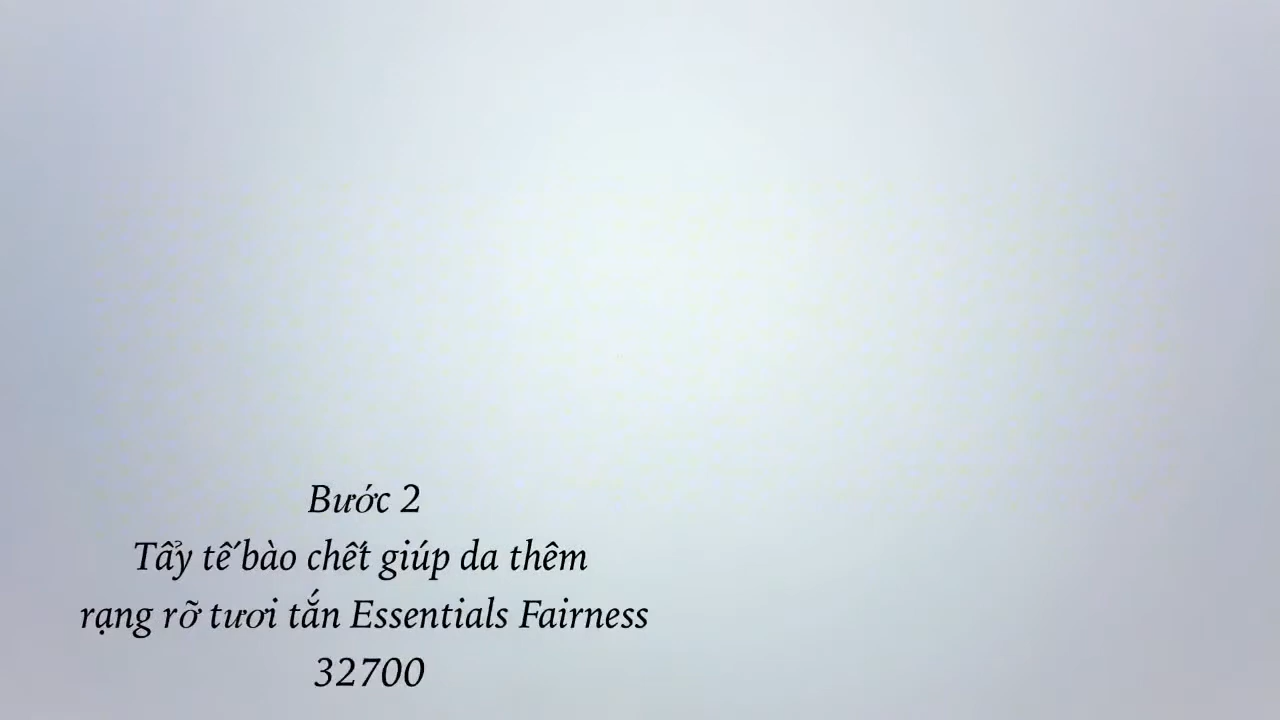 Bước 2
Tẩy tế bào chết giúp da thêm
rạng rỡ tươi tắn Essentials Fairness
32700